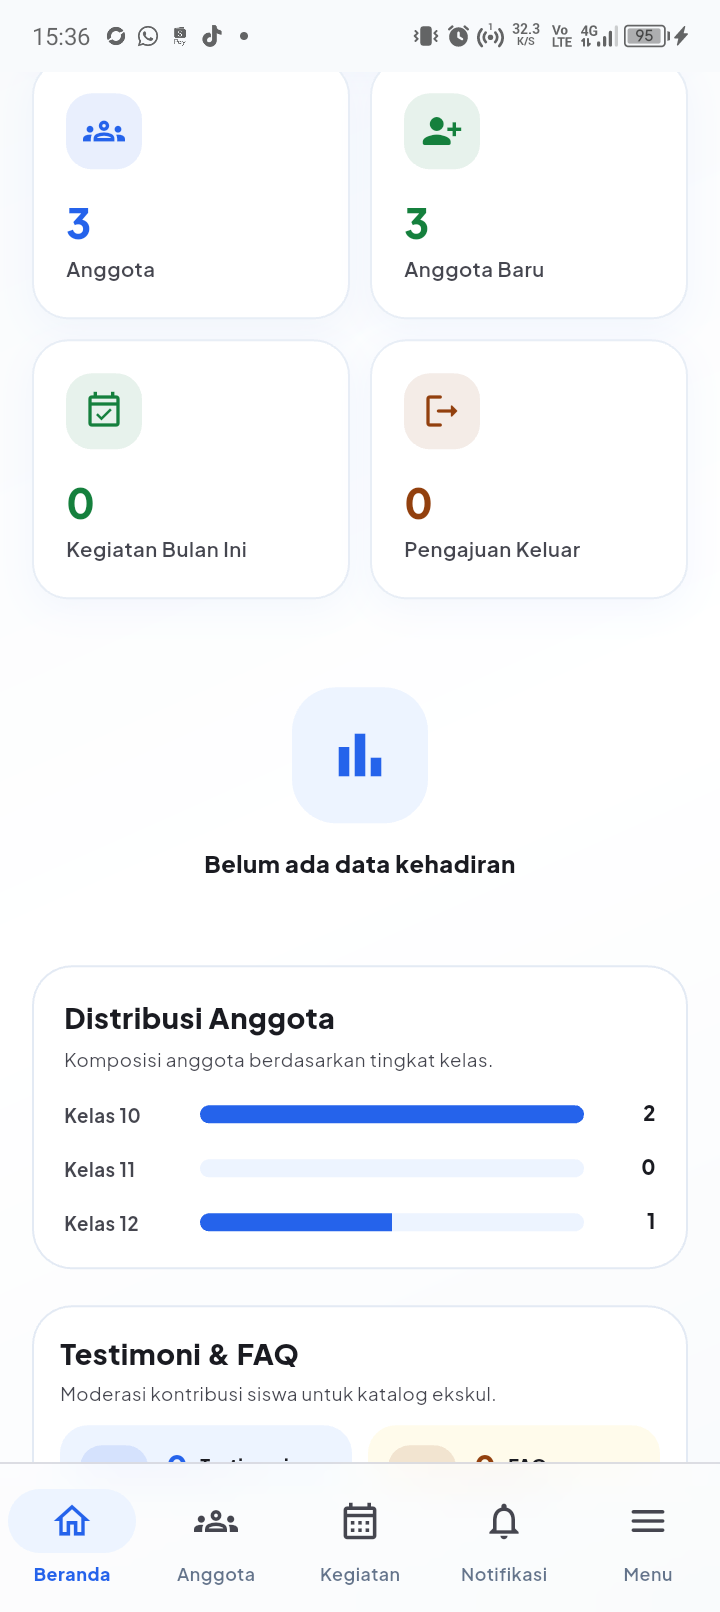 15:36
32.3
K/S
Vo
LTE
4G
95
3
Anggota
3
Anggota Baru
0
Kegiatan Bulan Ini
0
Pengajuan Keluar
Belum ada data kehadiran
Distribusi Anggota
Komposisi anggota berdasarkan tingkat kelas.
Kelas 10
2
Kelas 11
0
Kelas 12
1
Testimoni & FAQ
Moderasi kontribusi siswa untuk katalog ekskul.
Beranda
Anggota
Kegiatan
Notifikasi
Menu